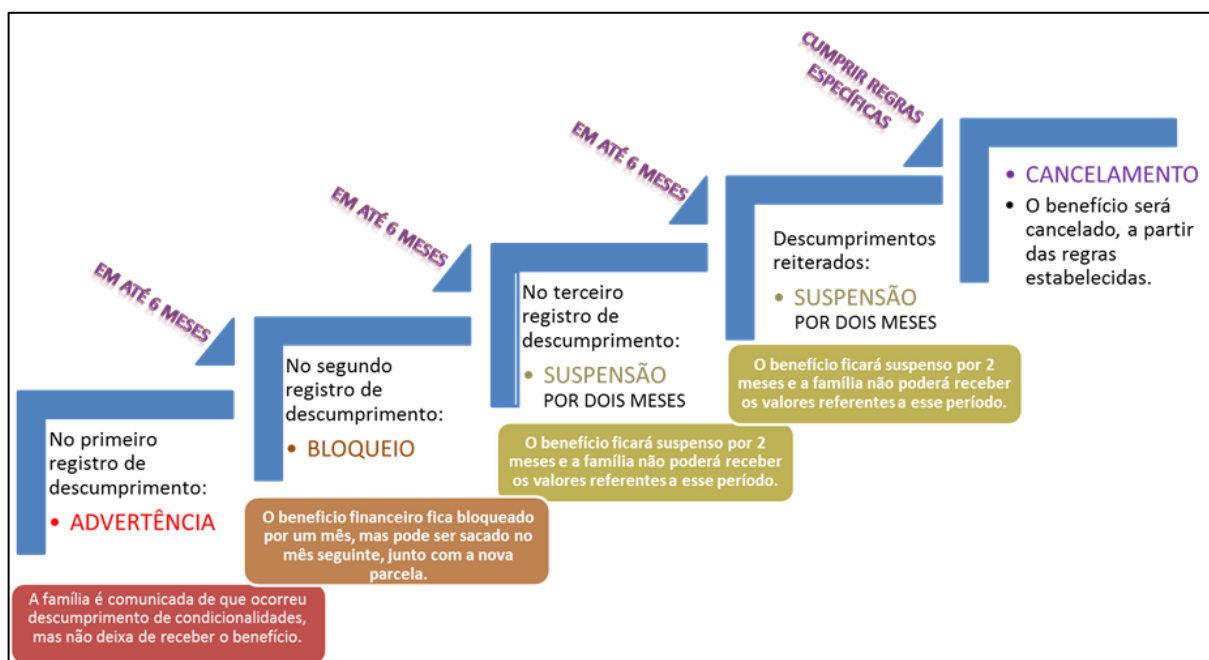 No primeiro
registro de
descumprimento:
• ADVERTÊNCIA
A família é comunicada de que ocorreu
descumprimento de condicionalidades,
mas não deixa de receber o benefício.
EM ATÉ 6 MESES
No segundo
registro de
descumprimento:
• BLOQUEIO
O beneficio financeiro fica bloqueado
por um mês, mas pode ser sacado no
mês seguinte, junto com a nova
parcela.
EM ATÉ 6 MESES
No terceiro
registro de
descumprimento:
• SUSPENSÃO
POR DOIS MESES
O benefício ficará suspenso por 2
meses e a família não poderá receber
os valores referentes a esse período.
EM ATÉ 6 MESES
Descumprimentos
reiterados:
• SUSPENSÃO
POR DOIS MESES
O benefício ficará suspenso por 2
meses e a família não poderá receber
os valores referentes a esse período.
CUMPRIR REGRAS
ESPECÍFICAS
• CANCELAMENTO
• O benefício será
cancelado, a partir
das regras
estabelecidas.